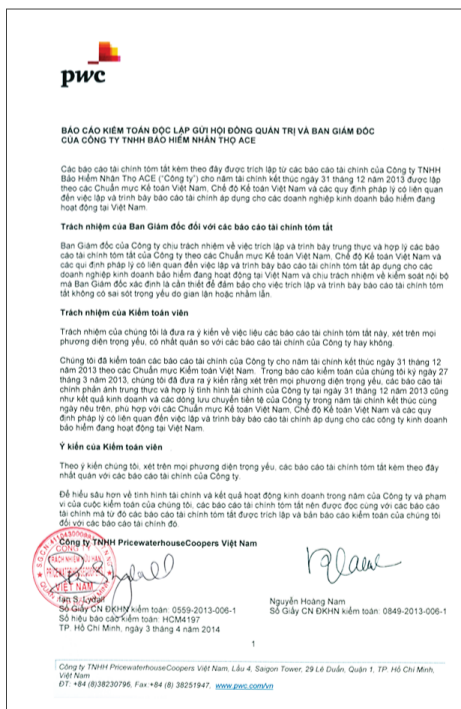 pwc
BÁO CÁO KIỂM TOÁN ĐỘC LẬP GỬI HỘI ĐỒNG QUẢN TRỊ VÀ BAN GIÁM ĐỐC
CỦA CÔNG TY TNHH BẢO HIỂM NHÂN THỌ ACE
Các báo cáo tài chính tóm tắt kèm theo đây được trích lập từ các báo cáo tài chính của Công ty TNHH
Bảo Hiểm Nhân Thọ ACE ("Công ty") cho năm tài chính kết thúc ngày 31 tháng 12 năm 2013 được lập
theo các Chuẩn mực Kế toán Việt Nam, Chế độ Kế toán Việt Nam và các quy định pháp lý có liên quan
đến việc lập và trình bày báo cáo tài chính áp dụng cho các doanh nghiệp kinh doanh bảo hiểm đang
hoạt động tại Việt Nam.
Trách nhiệm của Ban Giám đốc đối với các báo cáo tài chính tóm tắt
Ban Giám đốc của Công ty chịu trách nhiệm về việc trích lập và trình bày trung thực và hợp lý các báo
cáo tài chính tóm tắt của Công ty theo các Chuẩn mực Kế toán Việt Nam, Chế độ Kế toán Việt Nam và
các qui định pháp lý có liên quan đến việc lập và trình bày báo cáo tài chính tóm tắt áp dụng cho các
doanh nghiệp kinh doanh bảo hiểm đang hoạt động tại Việt Nam và chịu trách nhiệm về kiểm soát nội bộ
mà Ban Giám đốc xác định là cần thiết để đảm bảo cho việc trích lập và trình bày báo cáo tài chính tóm
tắt không có sai sót trọng yếu do gian lận hoặc nhầm lẫn.
Trách nhiệm của Kiểm toán viên
Trách nhiệm của chúng tôi là đưa ra ý kiến về việc liệu các báo cáo tài chính tóm tắt này, xét trên mọi
phương diện trọng yếu, có nhất quán so với các báo cáo tài chính của Công ty hay không.
Chúng tôi đã kiểm toán các báo cáo tài chính của Công ty cho năm tài chính kết thúc ngày 31 tháng 12
năm 2013 theo các Chuẩn mực Kiểm toán Việt Nam. Trong báo cáo kiểm toán của chúng tôi ký ngày 27
tháng 3 năm 2013, chúng tôi đã đưa ra ý kiến rằng xét trên mọi phương diện trọng yếu, các báo cáo tài
chính phản ánh trung thực và hợp lý tình hình tài chính của Công ty tại ngày 31 tháng 12 năm 2013 cũng
như kết quả kinh doanh và các dòng lưu chuyển tiền tệ của Công ty trong năm tài chính kết thúc cùng
ngày nêu trên, phù hợp với các Chuẩn mực Kế toán Việt Nam, Chế độ Kế toán Việt Nam và các quy
định pháp lý có liên quan đến việc lập và trình bày báo cáo tài chính áp dụng cho các công ty kinh doanh
bảo hiểm đang hoạt động tại Việt Nam.
Ý kiến của Kiểm toán viên
Theo ý kiến chúng tôi, xét trên mọi phương diện trọng yếu, các báo cáo tài chính tóm tắt kèm theo đây
nhất quán với các báo cáo tài chính của Công ty.
Để hiểu sâu hơn về tình hình tài chính và kết quả hoạt động kinh doanh trong năm của Công ty và phạm
vi của cuộc kiểm toán của chúng tôi, các báo cáo tài chính tóm tắt nên được đọc cùng với các báo cáo
tài chính mà từ đó các báo cáo tài chính tóm tắt được trích lập và bản báo cáo kiểm toán của chúng tôi
đối với các báo cáo tài chính đó.
Công ty TNHH PricewaterhouseCoopers Việt Nam
CÔNG TY
TRÁCH NHIỆM HỮU HẠN
VIỆT NAM
Ian S. Lydall
Số Giấy CN ĐKHN kiểm toán: 0559-2013-006-1
Số hiệu báo cáo kiểm toán: HCM4197
TP. Hồ Chí Minh, ngày 3 tháng 4 năm 2014
Nguyễn Hoàng Nam
Số Giấy CN ĐKHN kiểm toán: 0849-2013-006-1
1
Công ty TNHH PricewaterhouseCoopers Việt Nam, Lầu 4, Saigon Tower, 29 Lê Duẩn, Quận 1, TP. Hồ Chí Minh,
Việt Nam
ĐT: +84 (8)38230796, Fax:+84 (8) 38251947, www.pwc.com/vn